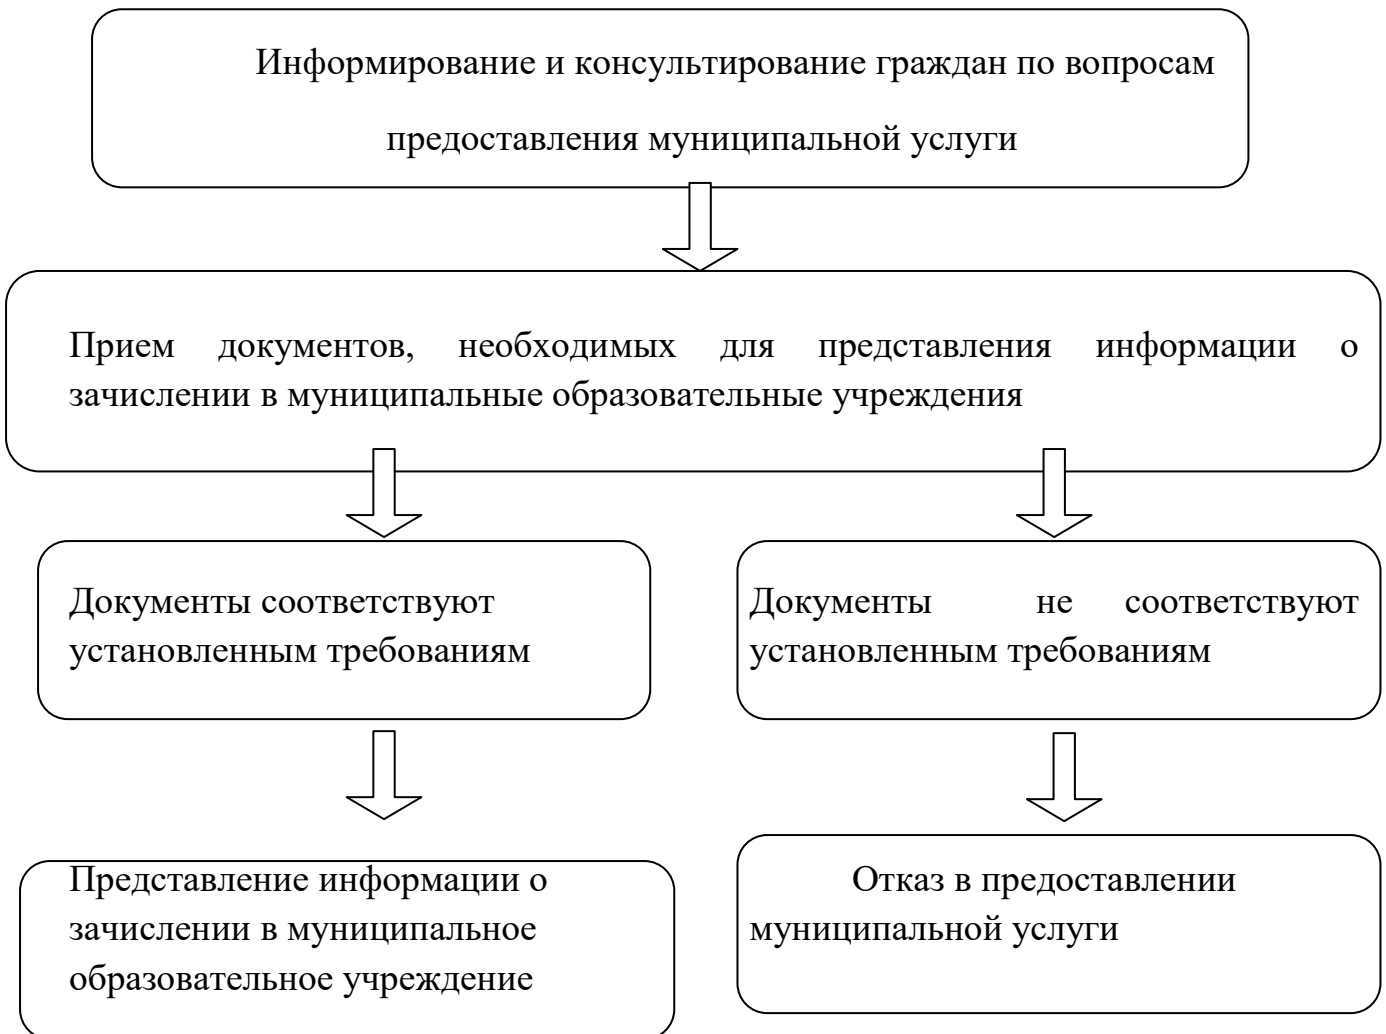 Информирование и консультирование граждан по вопросам
предоставления муниципальной услуги
Прием документов, необходимых для представления информации о
зачислении в муниципальные образовательные учреждения
Документы соответствуют
установленным требованиям
Документы не соответствуют
установленным требованиям
Представление информации о
зачислении в муниципальное
образовательное учреждение
Отказ в предоставлении
муниципальной услуги